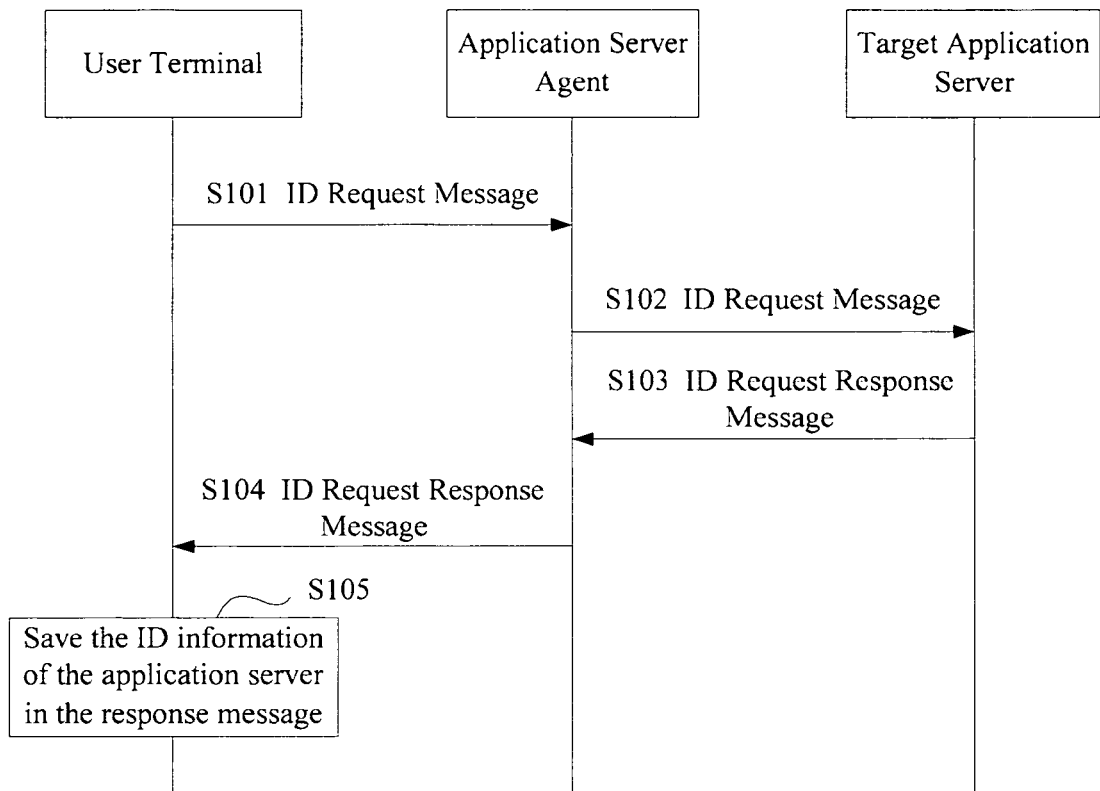 User Terminal
Application Server
Agent
Target Application
Server
S101 ID Request Message
S102 ID Request Message
S103 ID Request Response
Message
S104 ID Request Response
Message
S105
Save the ID information
of the application server
in the response message